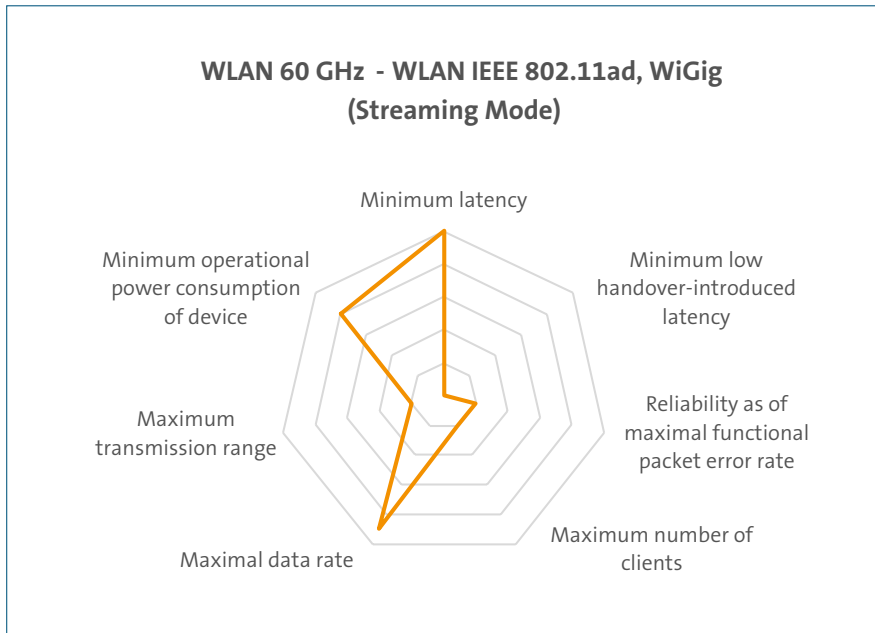 WLAN 60 GHz - WLAN IEEE 802.11ad, WiGig
(Streaming Mode)
Minimum latency
Minimum operational
power consumption
of device
Minimum low
handover-introduced
latency
Maximum
transmission range
Reliability as of
maximal functional
packet error rate
Maximal data rate
Maximum number of
clients